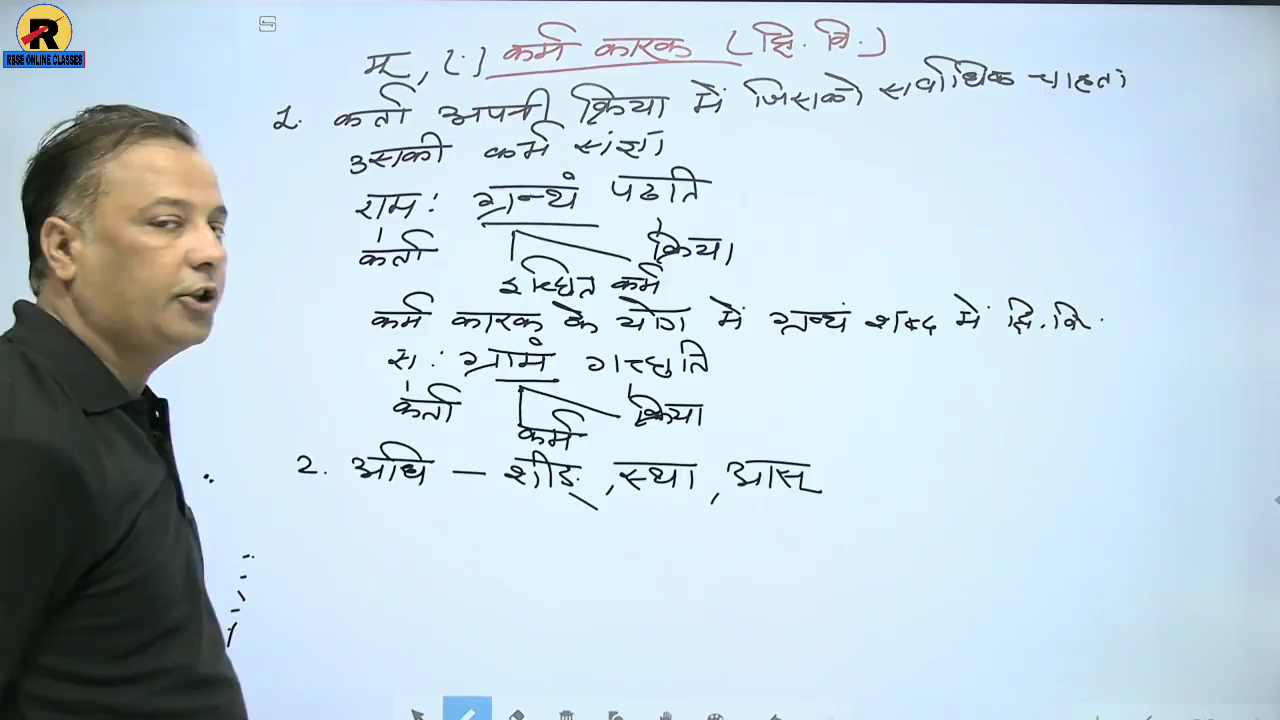 R
RBSE ONLINE CLASSES
म्, (ं) कर्म कारक (द्वि. वि.)
1. कर्ता अपनी क्रिया में जिसको सर्वाधिक चाहता
उसकी कर्म संज्ञा
रामः ग्रन्थं पठति
कर्ता क्रिया
इच्छित कर्म
कर्म कारक के योग में ग्रन्थं शब्द में द्वि. वि.
सः ग्रामं गच्छति
कर्ता क्रिया
कर्म
2. अधि - शीङ्, स्था, आस्